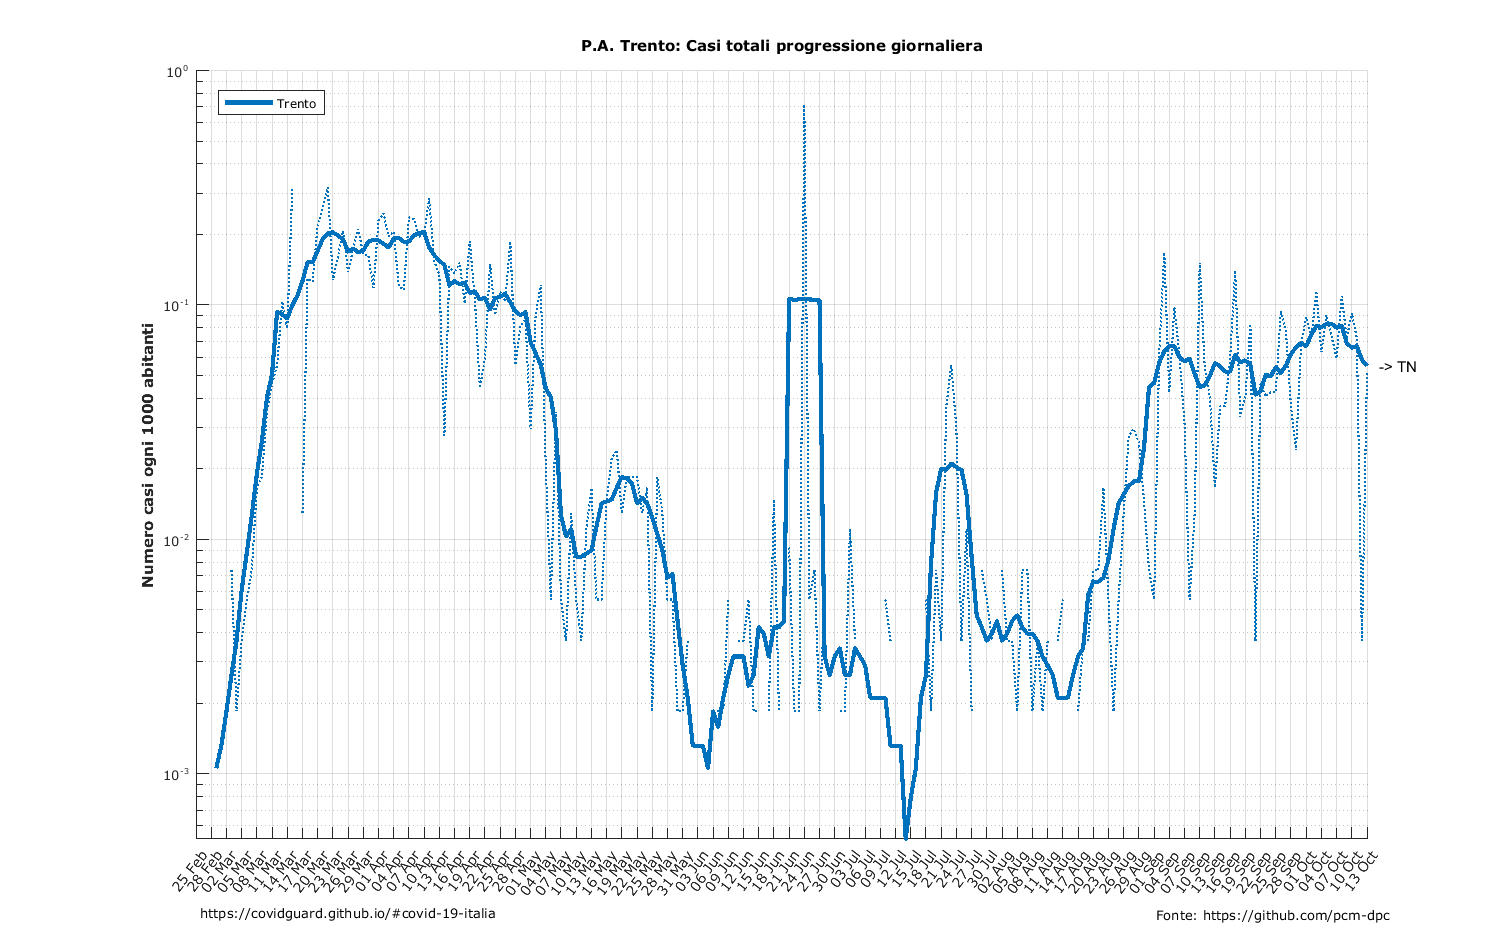 P.A. Trento: Casi totali progressione giornaliera
10^0
Trento
10^-1
10^-2
10^-3
Numero casi ogni 1000 abitanti
-> TN
25 Feb
28 Feb
02 Mar
05 Mar
08 Mar
11 Mar
14 Mar
17 Mar
20 Mar
23 Mar
26 Mar
29 Mar
01 Apr
04 Apr
07 Apr
10 Apr
13 Apr
16 Apr
19 Apr
22 Apr
25 Apr
28 Apr
01 May
04 May
07 May
10 May
13 May
16 May
19 May
22 May
25 May
28 May
31 May
03 Jun
06 Jun
09 Jun
12 Jun
15 Jun
18 Jun
21 Jun
24 Jun
27 Jun
30 Jun
03 Jul
06 Jul
09 Jul
12 Jul
15 Jul
18 Jul
21 Jul
24 Jul
27 Jul
30 Jul
02 Aug
05 Aug
08 Aug
11 Aug
14 Aug
17 Aug
20 Aug
23 Aug
26 Aug
29 Aug
01 Sep
04 Sep
07 Sep
10 Sep
13 Sep
16 Sep
19 Sep
22 Sep
25 Sep
28 Sep
01 Oct
04 Oct
07 Oct
10 Oct
13 Oct
https://covidguard.github.io/#covid-19-italia
Fonte: https://github.com/pcm-dpc